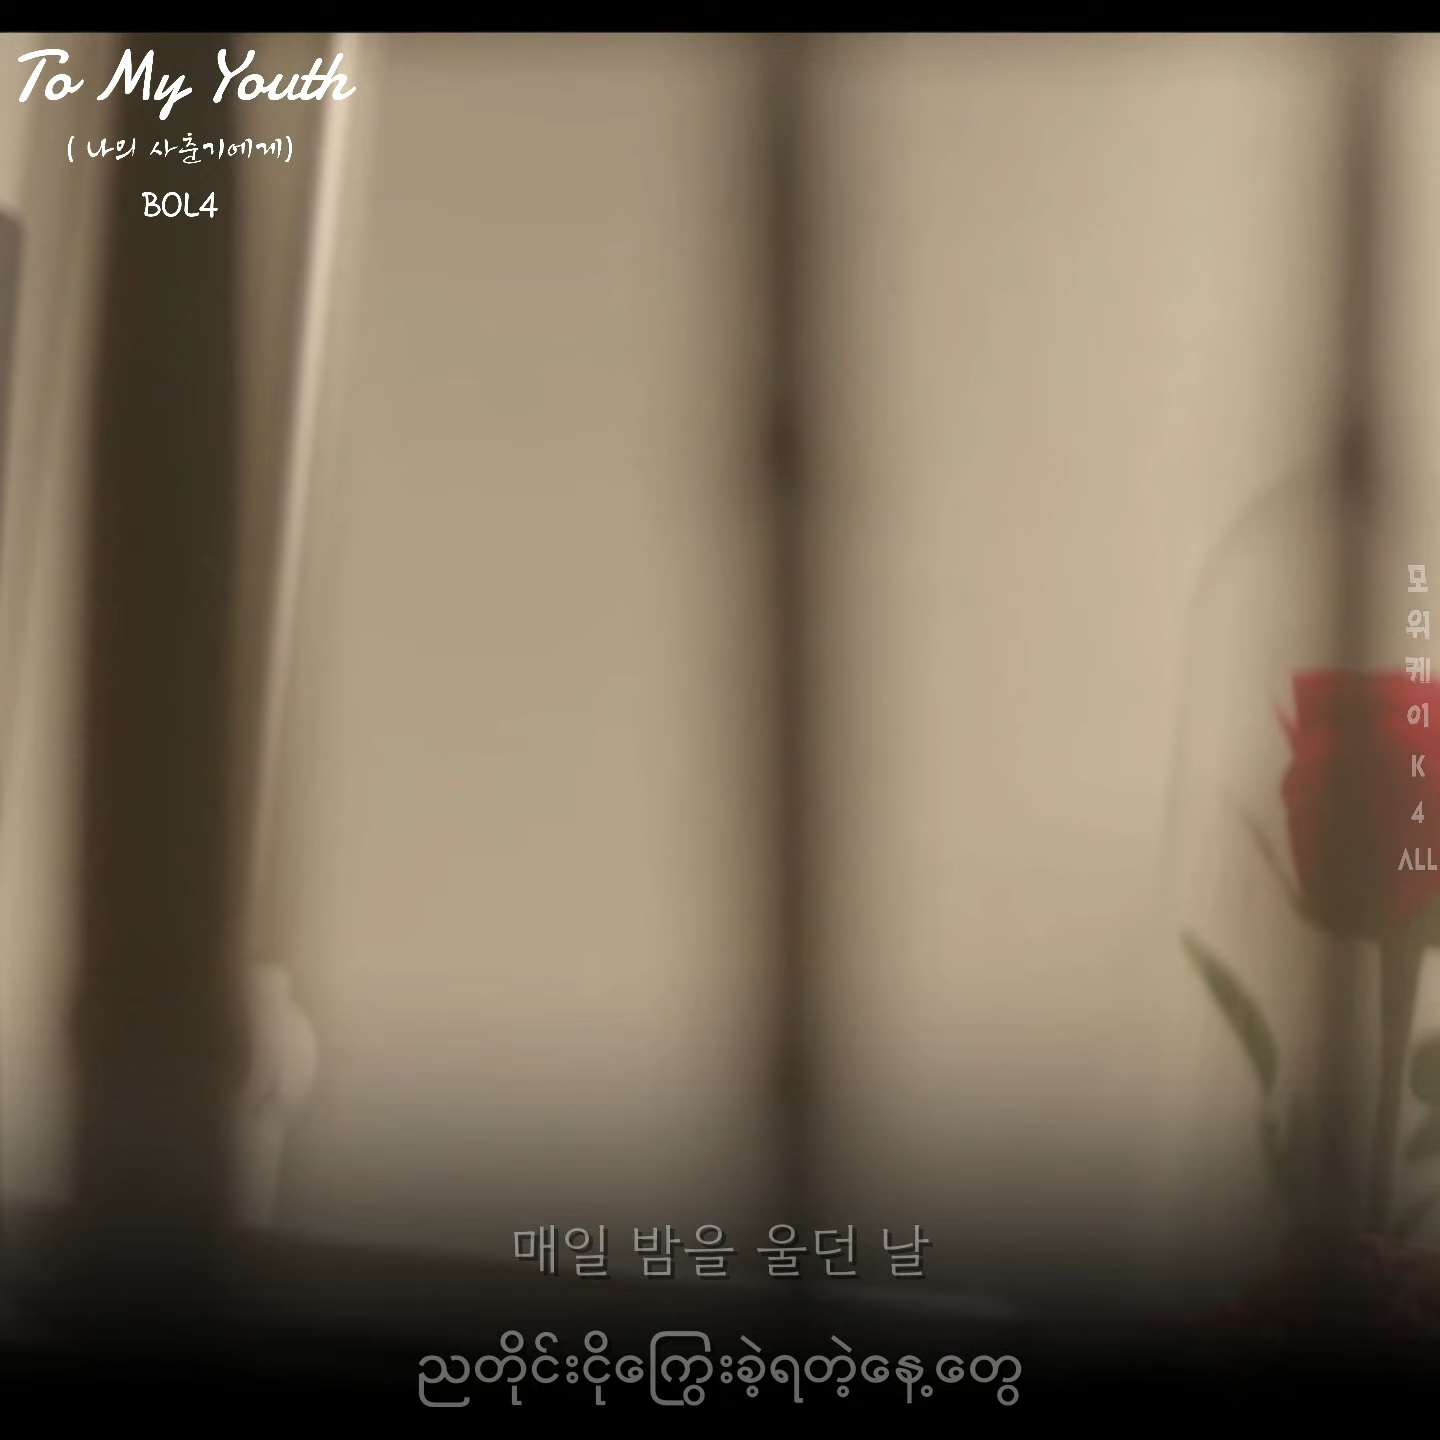 To My Youth
( 나의 사춘기에게)
BOL4
모
위
케
이
K
4
ALL
매일 밤을 울던 날
ညတိုင်းငိုကြွေးခဲ့ရတဲ့နေ့တွေ